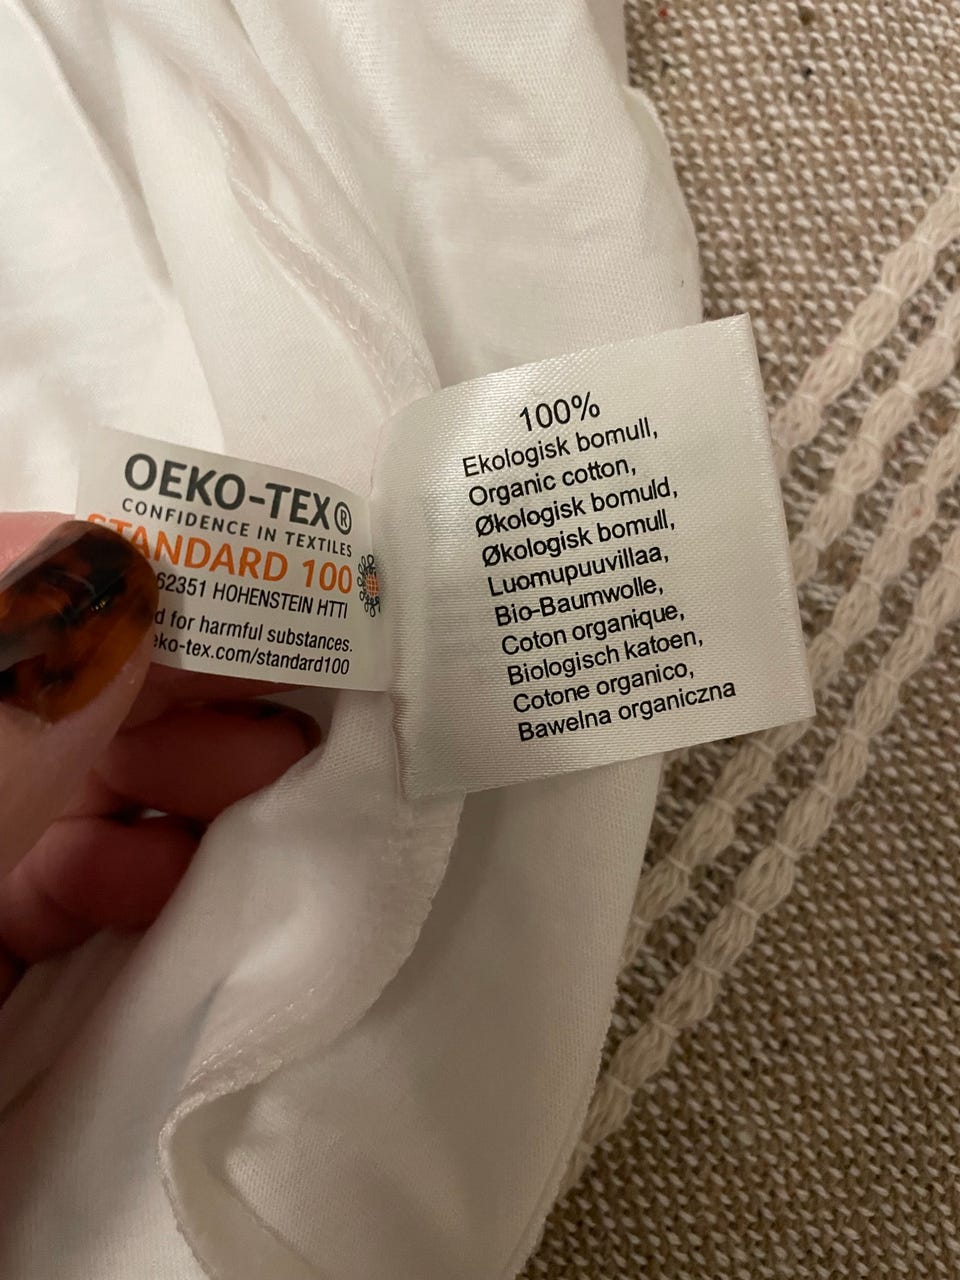 OEKO-TEX®
CONFIDENCE IN TEXTILES
STANDARD 100
62351 HOHENSTEIN HTTI
for harmful substances.
eko-tex.com/standard100
100%
Ekologisk bomull,
Organic cotton,
Økologisk bomuld,
Økologisk bomull,
Luomupuuvillaa,
Bio-Baumwolle,
Coton organique,
Biologisch katoen,
Cotone organico,
Bawelna organiczna